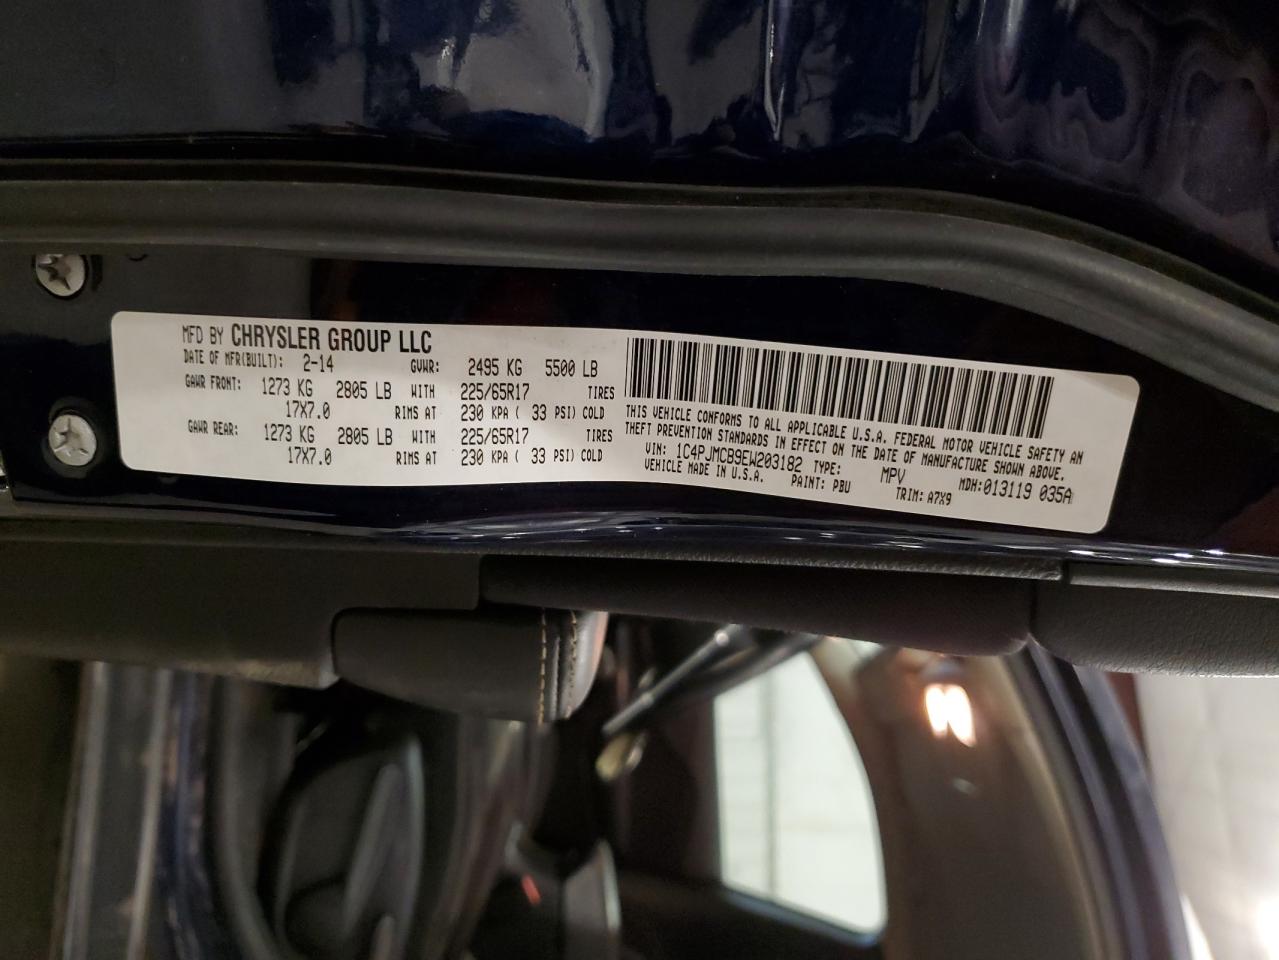 MFD BY CHRYSLER GROUP LLC
DATE OF MFR(BUILT): 2-14 GVWR: 2495 KG 5500 LB
GAWR FRONT: 1273 KG 2805 LB WITH 225/65R17 TIRES
17X7.0 RIMS AT 230 KPA ( 33 PSI) COLD
GAWR REAR: 1273 KG 2805 LB WITH 225/65R17 TIRES
17X7.0 RIMS AT 230 KPA ( 33 PSI) COLD
THIS VEHICLE CONFORMS TO ALL APPLICABLE U.S.A. FEDERAL MOTOR VEHICLE SAFETY AN
THEFT PREVENTION STANDARDS IN EFFECT ON THE DATE OF MANUFACTURE SHOWN ABOVE.
VIN: 1C4PJMCB9EW203182 TYPE: MPV MDH:013119 035A
VEHICLE MADE IN U.S.A. PAINT: PBU TRIM: A7X9